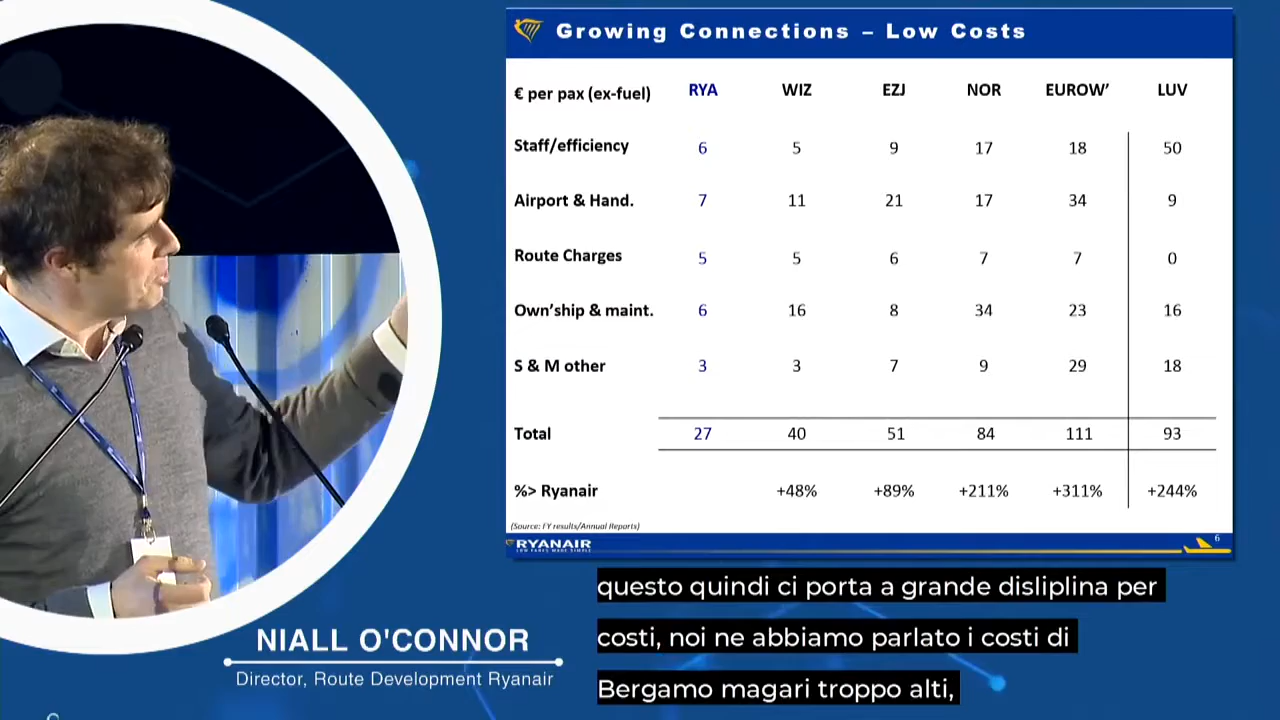 Growing Connections – Low Costs
€ per pax (ex-fuel) RYA WIZ EZJ NOR EUROW' LUV
Staff/efficiency 6 5 9 17 18 50
Airport & Hand. 7 11 21 17 34 9
Route Charges 5 5 6 7 7 0
Own'ship & maint. 6 16 8 34 23 16
S & M other 3 3 7 9 29 18
Total 27 40 51 84 111 93
%> Ryanair +48% +89% +211% +311% +244%
(Source: FY results/Annual Reports)
RYANAIR
LOW FARES MADE SIMPLE
6
questo quindi ci porta a grande disliplina per
costi, noi ne abbiamo parlato i costi di
Bergamo magari troppo alti,
NIALL O'CONNOR
Director, Route Development Ryanair